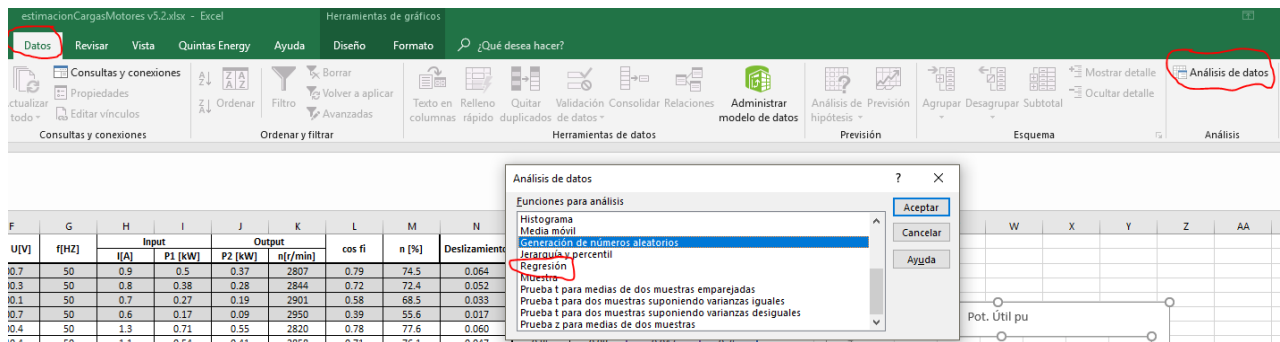 estimacionCargasMotores v5.2.xlsx - Excel
Herramientas de gráficos
Datos Revisar Vista Quintas Energy Ayuda Diseño Formato ¿Qué desea hacer?
Consultas y conexiones
Propiedades
Editar vínculos
todo
Consultas y conexiones
Ordenar
Filtro
Borrar
Volver a aplicar
Avanzadas
Ordenar y filtrar
Texto en columnas
Relleno rápido
Quitar duplicados
Validación de datos
Consolidar
Relaciones
Administrar modelo de datos
Herramientas de datos
Análisis de hipótesis
Previsión
Previsión
Agrupar
Desagrupar
Subtotal
Mostrar detalle
Ocultar detalle
Esquema
Análisis de datos
Análisis
Análisis de datos ? ×
Funciones para análisis
Histograma
Media móvil
Generación de números aleatorios
Jerarquía y percentil
Regresión
Muestra
Prueba t para medias de dos muestras emparejadas
Prueba t para dos muestras suponiendo varianzas iguales
Prueba t para dos muestras suponiendo varianzas desiguales
Prueba z para medias de dos muestras
Aceptar
Cancelar
Ayuda
F G H I J K L M N W X Y Z AA
U[V] f[HZ] Input Output cos fi n [%]
I[A] P1 [kW] P2 [kW] n[r/min]
50 0.9 0.5 0.37 2807 0.79 74.5 0.064
50 0.8 0.38 0.28 2844 0.72 72.4 0.052
50 0.7 0.27 0.19 2901 0.58 68.5 0.033
50 0.6 0.17 0.09 2950 0.39 55.6 0.017
50 1.3 0.71 0.55 2820 0.78 77.6 0.060
Pot. Útil pu